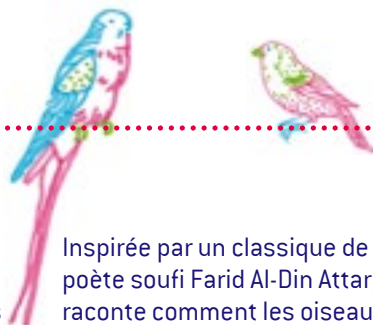 Inspirée par un classique de
poète soufi Farid Al-Din Attar
raconte comment les oiseau